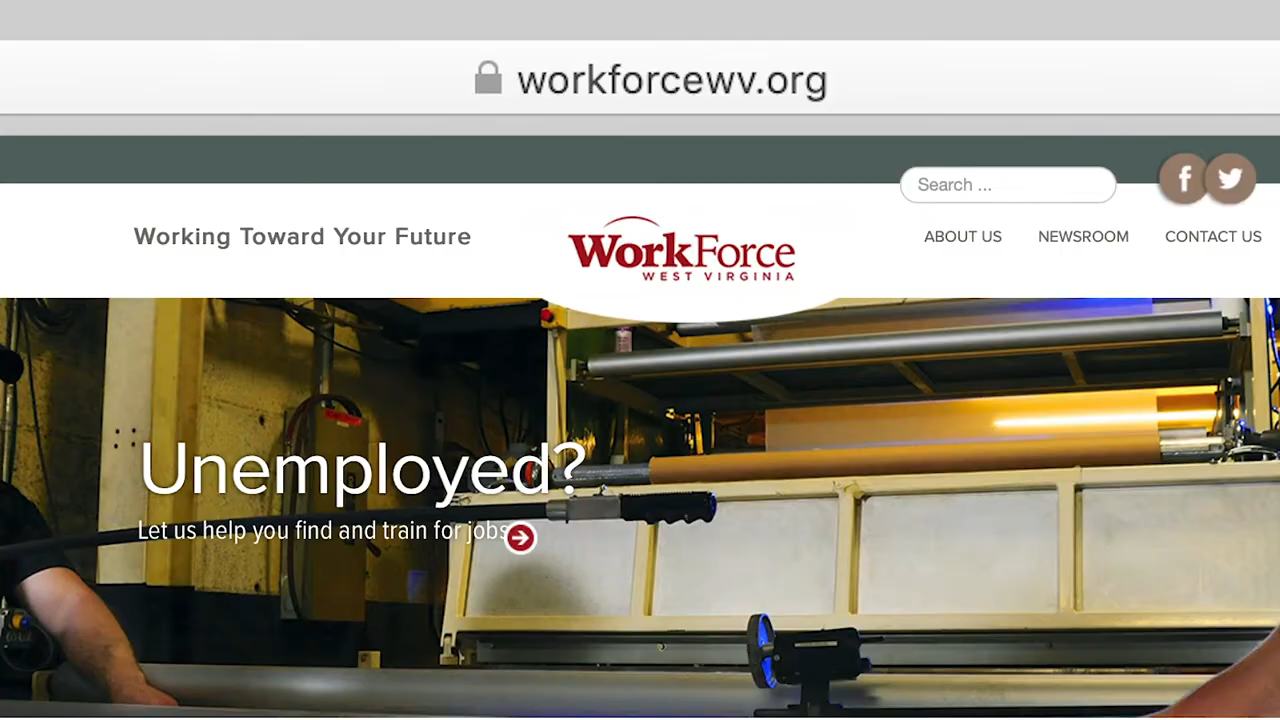 workforcewv.org
Search ...
f
Working Toward Your Future
WorkForce
WEST VIRGINIA
ABOUT US NEWSROOM CONTACT US
Unemployed?
Let us help you find and train for jobs